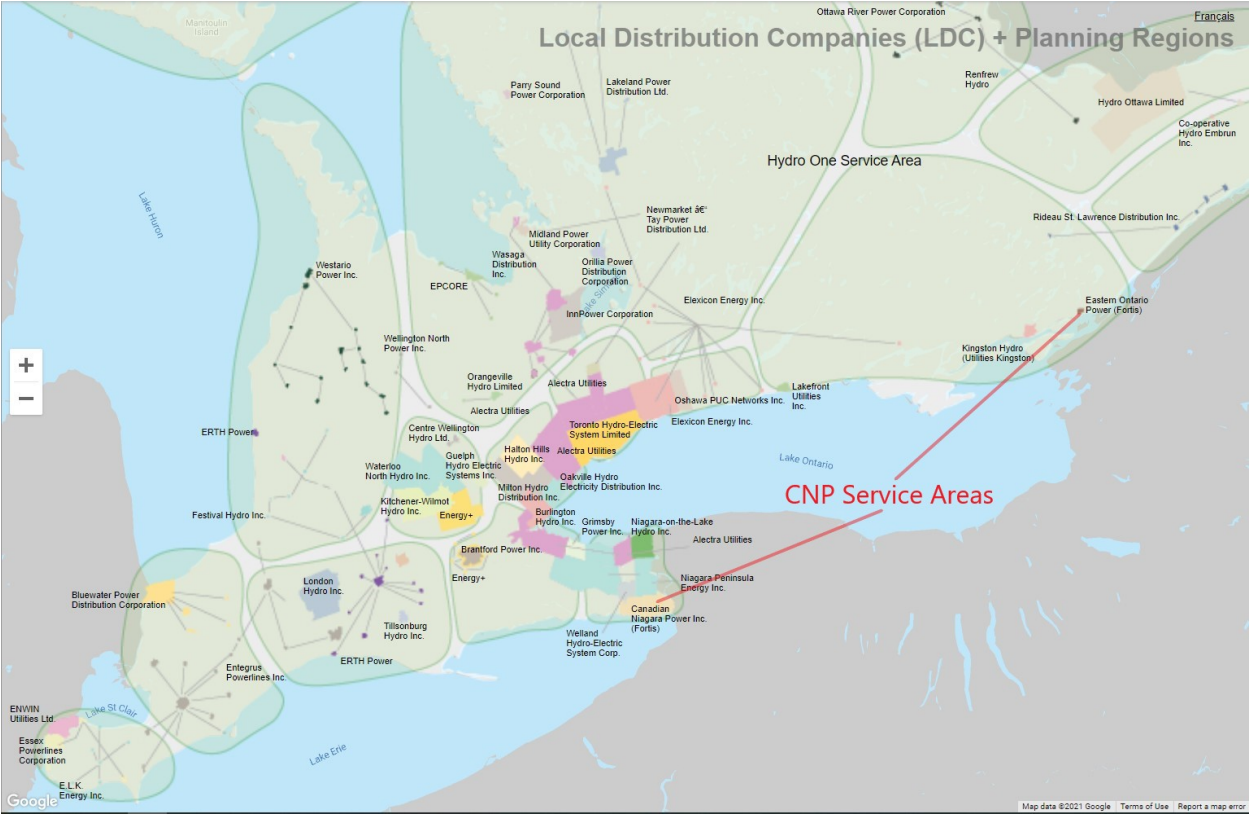 Manitoulin
Island
Ottawa River Power Corporation
Français
Local Distribution Companies (LDC) + Planning Regions
Parry Sound
Power Corporation
Lakeland Power
Distribution Ltd.
Renfrew
Hydro
Hydro Ottawa Limited
Co-operative
Hydro Embrun
Inc.
Hydro One Service Area
Lake Huron
Newmarket â€“
Tay Power
Distribution Ltd.
Rideau St. Lawrence Distribution Inc.
Midland Power
Utility Corporation
Wasaga
Distribution
Inc.
Orillia Power
Distribution
Corporation
Westario
Power Inc.
EPCORE
Elexicon Energy Inc.
Eastern Ontario
Power (Fortis)
InnPower Corporation
Wellington North
Power Inc.
Kingston Hydro
(Utilities Kingston)
+
−
Orangeville
Hydro Limited
Alectra Utilities
Lakefront
Utilities
Inc.
Oshawa PUC Networks Inc.
Alectra Utilities
Elexicon Energy Inc.
ERTH Power
Centre Wellington
Hydro Ltd.
Toronto Hydro-Electric
System Limited
Halton Hills
Hydro Inc.
Alectra Utilities
Guelph
Hydro Electric
Systems Inc.
Waterloo
North Hydro Inc.
Lake Ontario
Oakville Hydro
Electricity Distribution Inc.
Milton Hydro
Distribution Inc.
CNP Service Areas
Kitchener-Wilmot
Hydro Inc.
Energy+
Festival Hydro Inc.
Burlington
Hydro Inc.
Grimsby
Power Inc.
Niagara-on-the-Lake
Hydro Inc.
Alectra Utilities
Brantford Power Inc.
Energy+
Niagara Peninsula
Energy Inc.
London
Hydro Inc.
Bluewater Power
Distribution Corporation
Canadian
Niagara Power Inc.
(Fortis)
Tillsonburg
Hydro Inc.
Welland
Hydro-Electric
System Corp.
ERTH Power
Entegrus
Powerlines Inc.
ENWIN
Utilities Ltd.
Lake St Clair
Essex
Powerlines
Corporation
Lake Erie
E.L.K.
Energy Inc.
Google
Map data ©2021 Google
Terms of Use
Report a map error